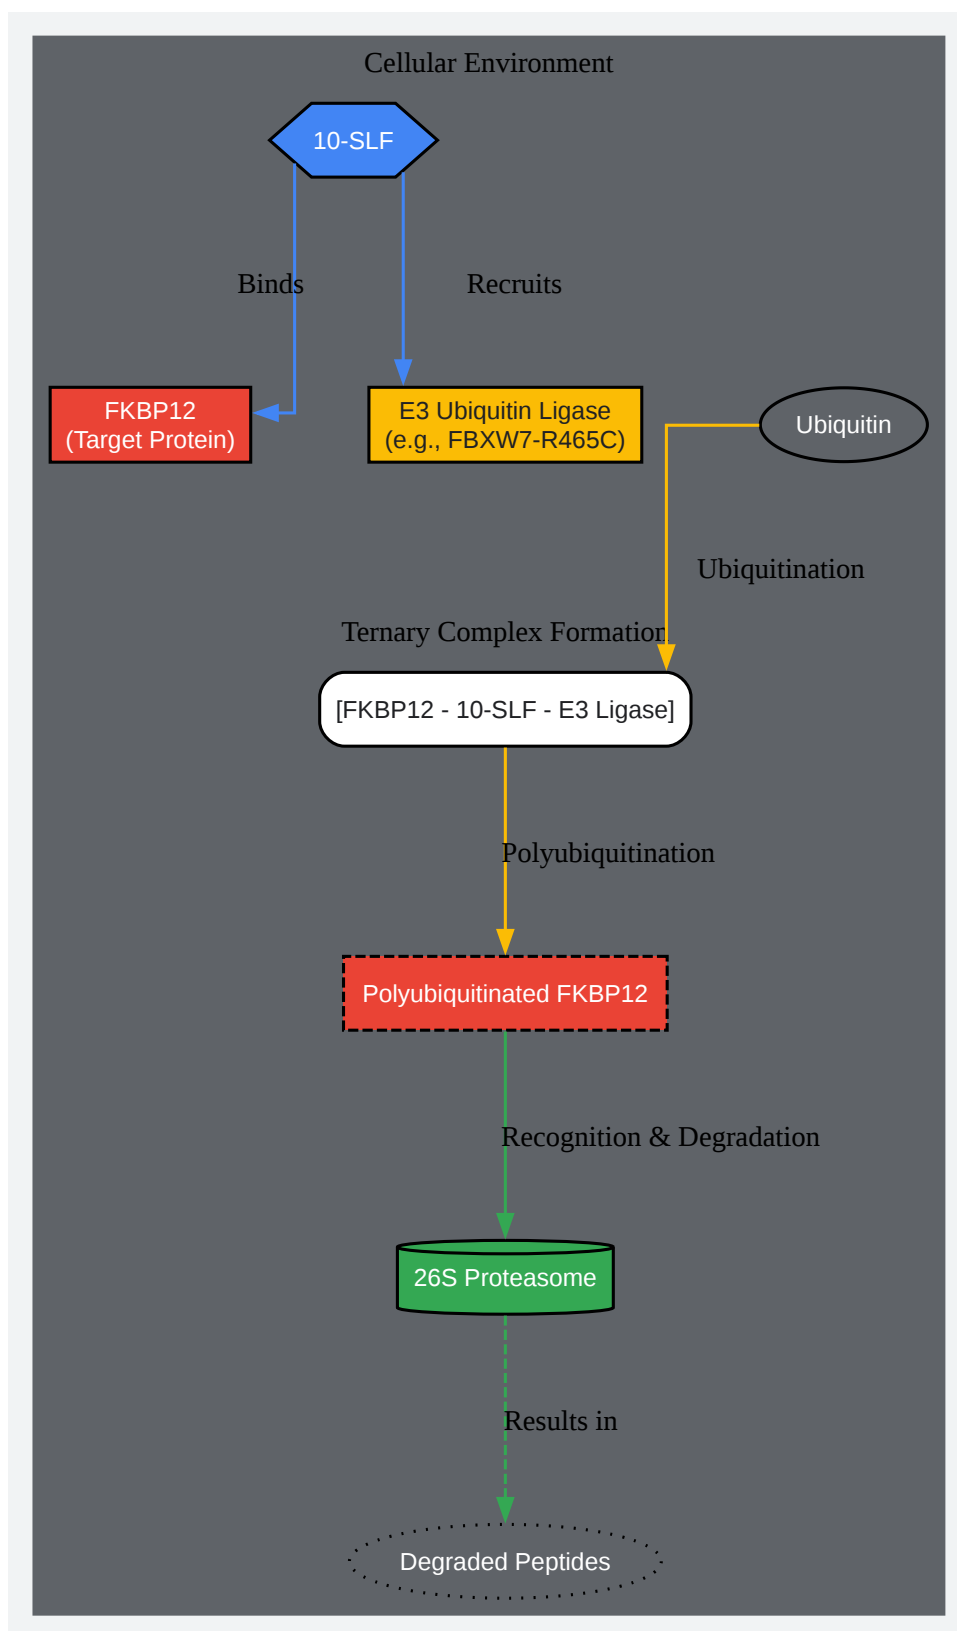 Cellular Environment
10-SLF
Binds
Recruits
FKBP12
(Target Protein)
E3 Ubiquitin Ligase
(e.g., FBXW7-R465C)
Ubiquitin
Ubiquitination
Ternary Complex Formation
[FKBP12 - 10-SLF - E3 Ligase]
Polyubiquitination
Polyubiquitinated FKBP12
Recognition & Degradation
26S Proteasome
Results in
Degraded Peptides